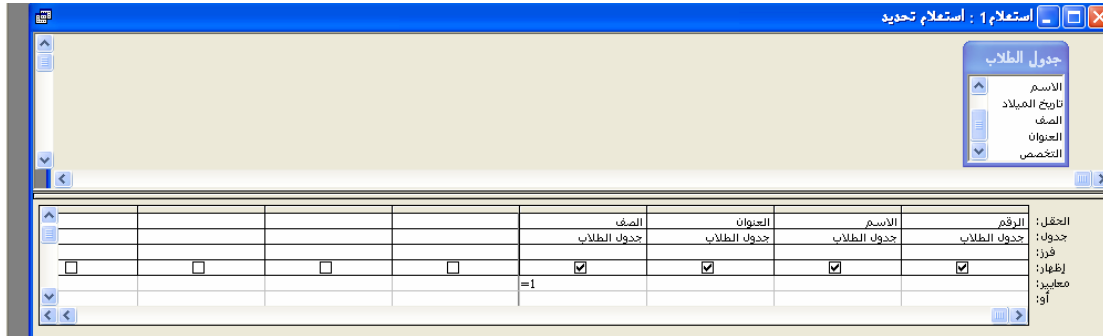 استعلام1 : استعلام تحديد
جدول الطلاب
الاسم
تاريخ الميلاد
الصف
العنوان
التخصص
الحقل: الرقم الاسم العنوان الصف
جدول: جدول الطلاب جدول الطلاب جدول الطلاب جدول الطلاب
فرز:
إظهار:
معايير: =1
أو: